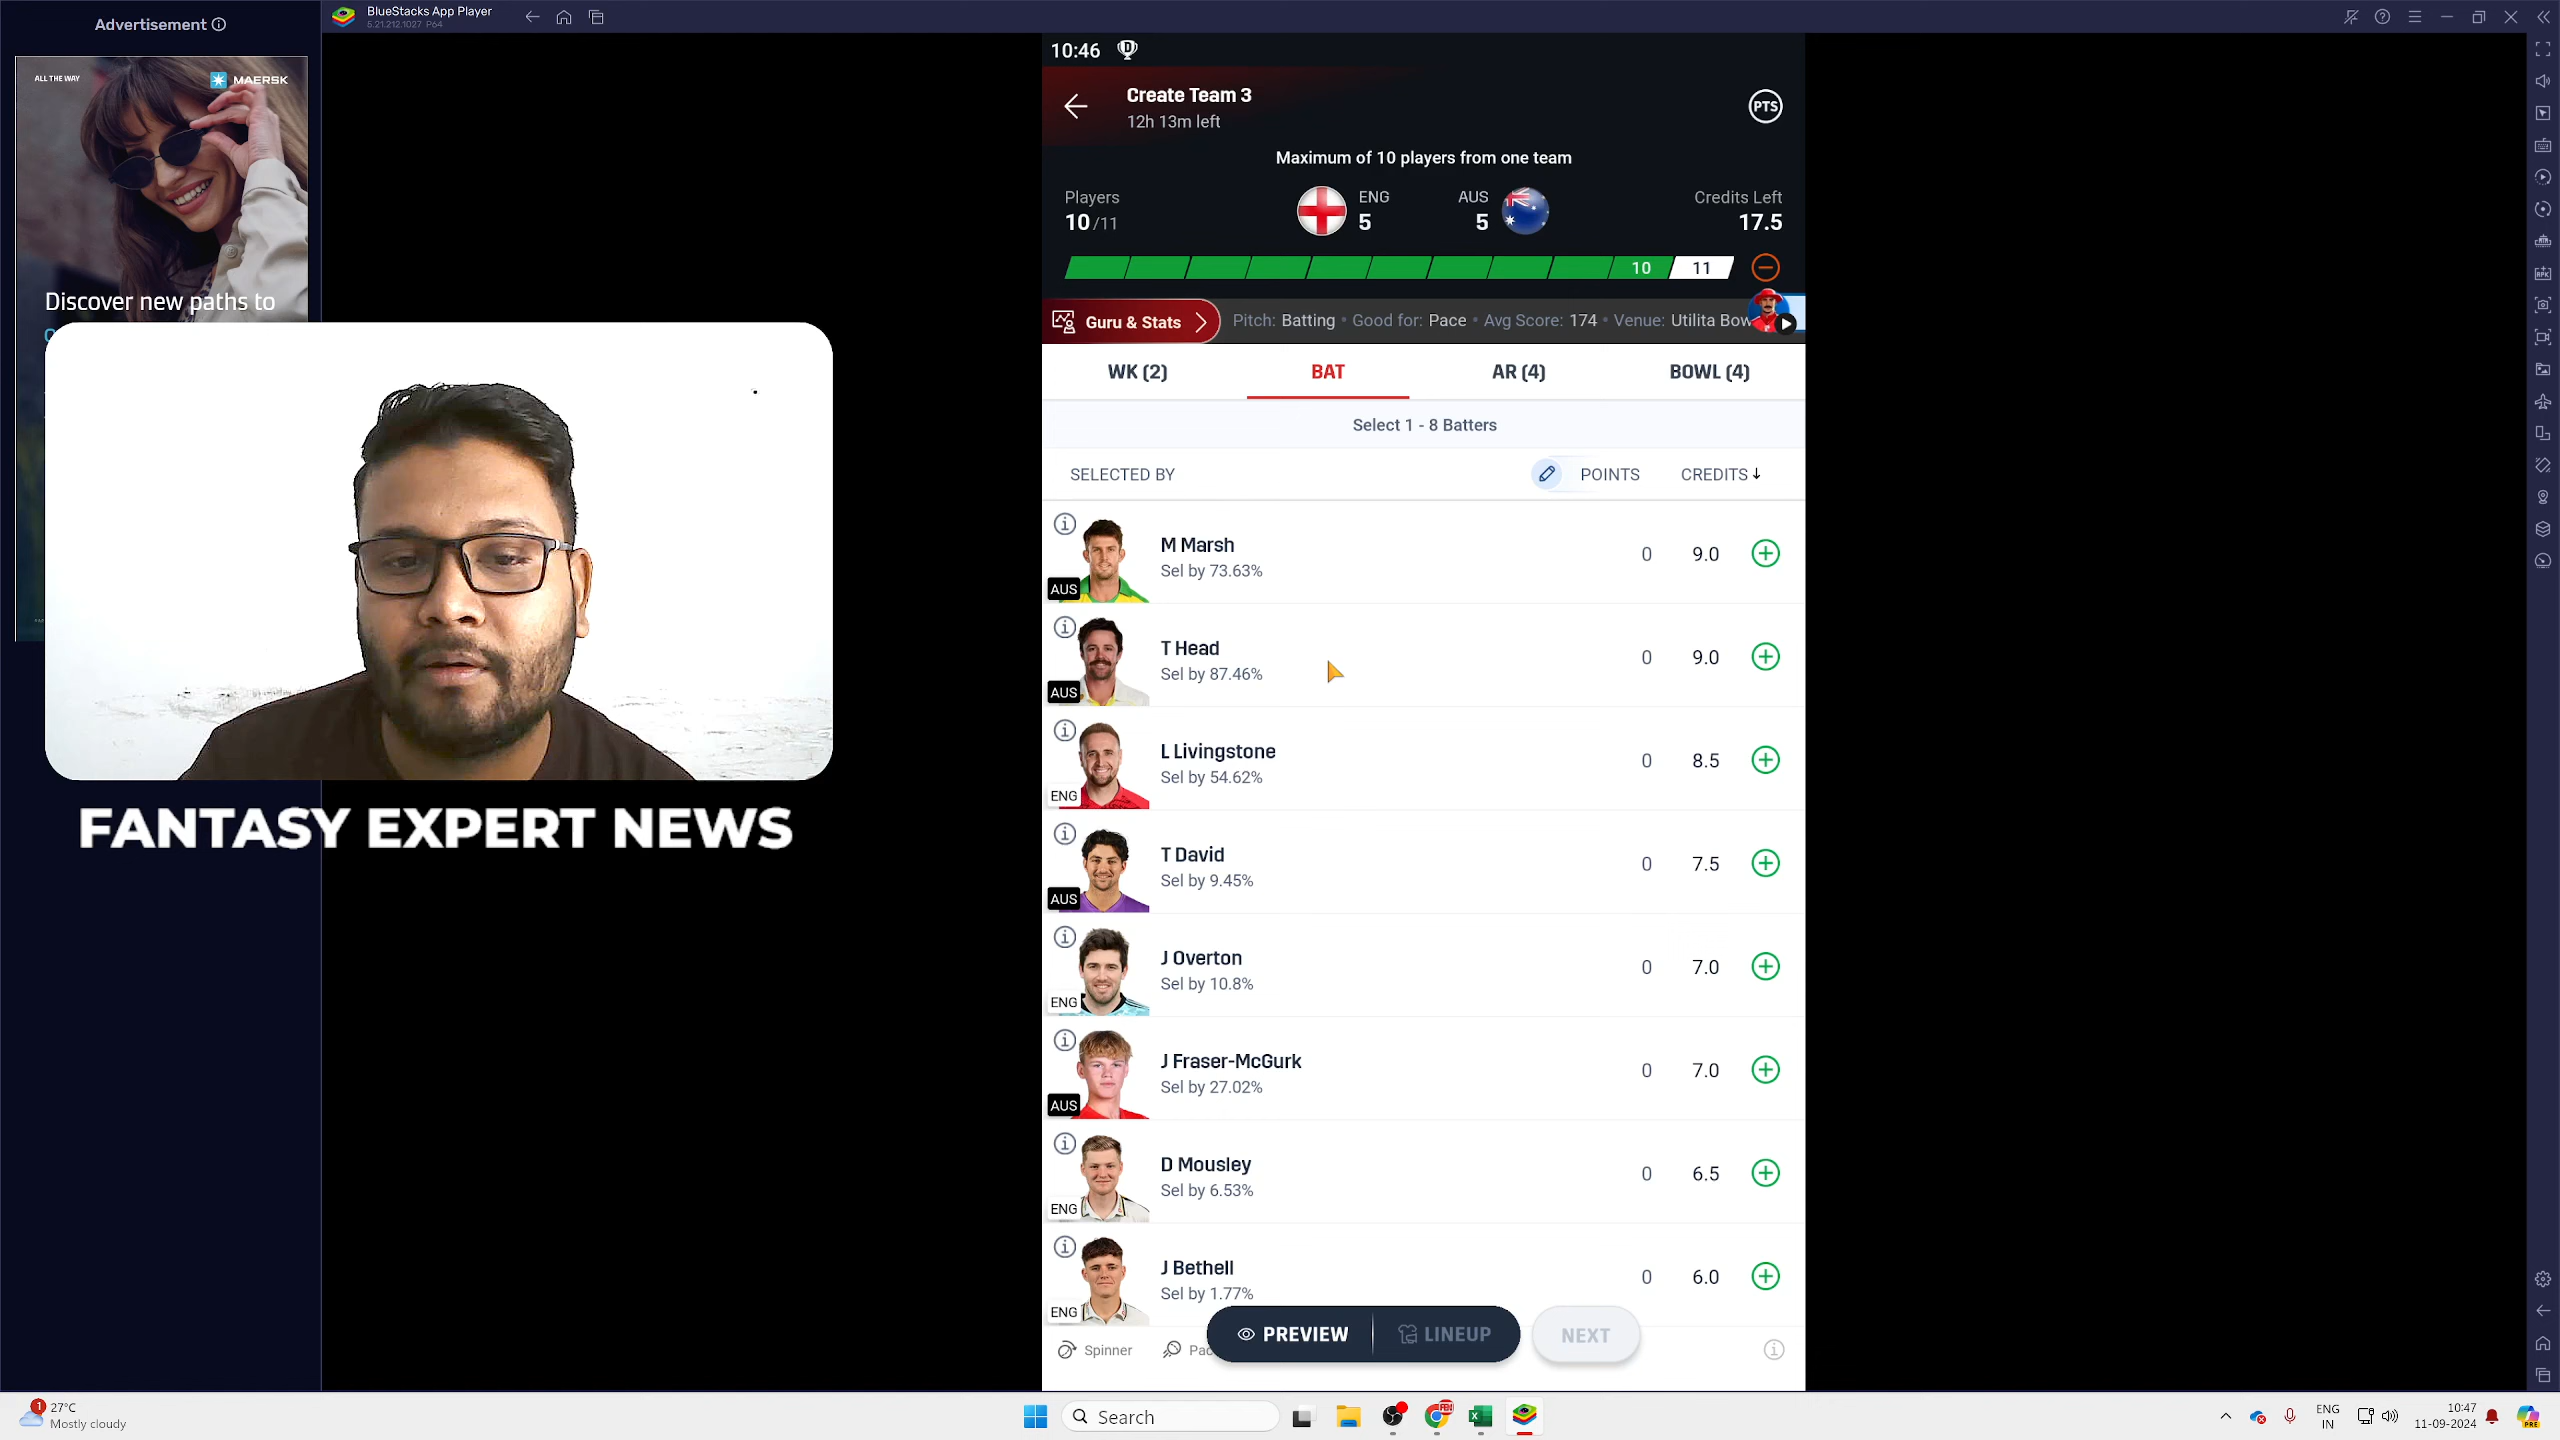 Advertisement
BlueStacks App Player
5.21.212.1027 P64
ALL THE WAY
MAERSK
Discover new paths to
FANTASY EXPERT NEWS
10:46
Create Team 3
12h 13m left
PTS
Maximum of 10 players from one team
Players
10/11
ENG
5
AUS
5
Credits Left
17.5
10
11
Guru & Stats
Pitch: Batting • Good for: Pace • Avg Score: 174 • Venue: Utilita Bow
WK (2)
BAT
AR (4)
BOWL (4)
Select 1 - 8 Batters
SELECTED BY
POINTS
CREDITS↓
M Marsh
Sel by 73.63%
AUS
0
9.0
T Head
Sel by 87.46%
AUS
0
9.0
L Livingstone
Sel by 54.62%
ENG
0
8.5
T David
Sel by 9.45%
AUS
0
7.5
J Overton
Sel by 10.8%
ENG
0
7.0
J Fraser-McGurk
Sel by 27.02%
AUS
0
7.0
D Mousley
Sel by 6.53%
ENG
0
6.5
J Bethell
Sel by 1.77%
ENG
0
6.0
PREVIEW
LINEUP
NEXT
Spinner
Pac
1
27°C
Mostly cloudy
Search
ENG
IN
10:47
11-09-2024